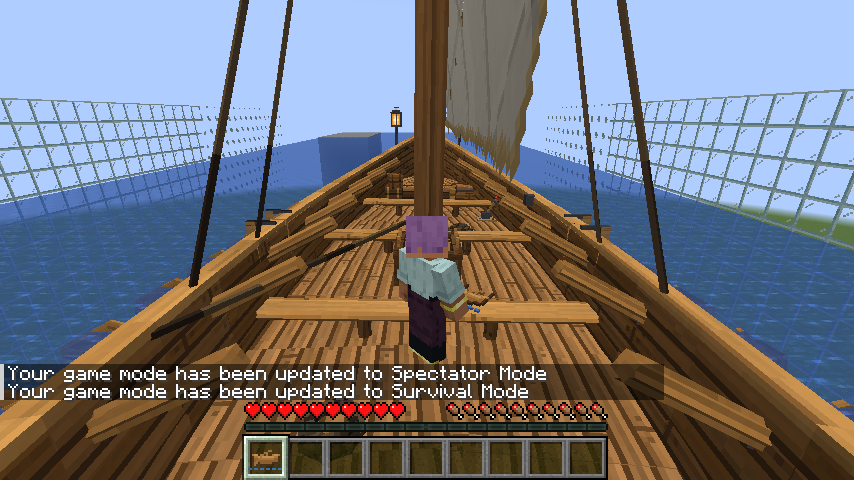 Your game mode has been updated to Spectator Mode
Your game mode has been updated to Survival Mode